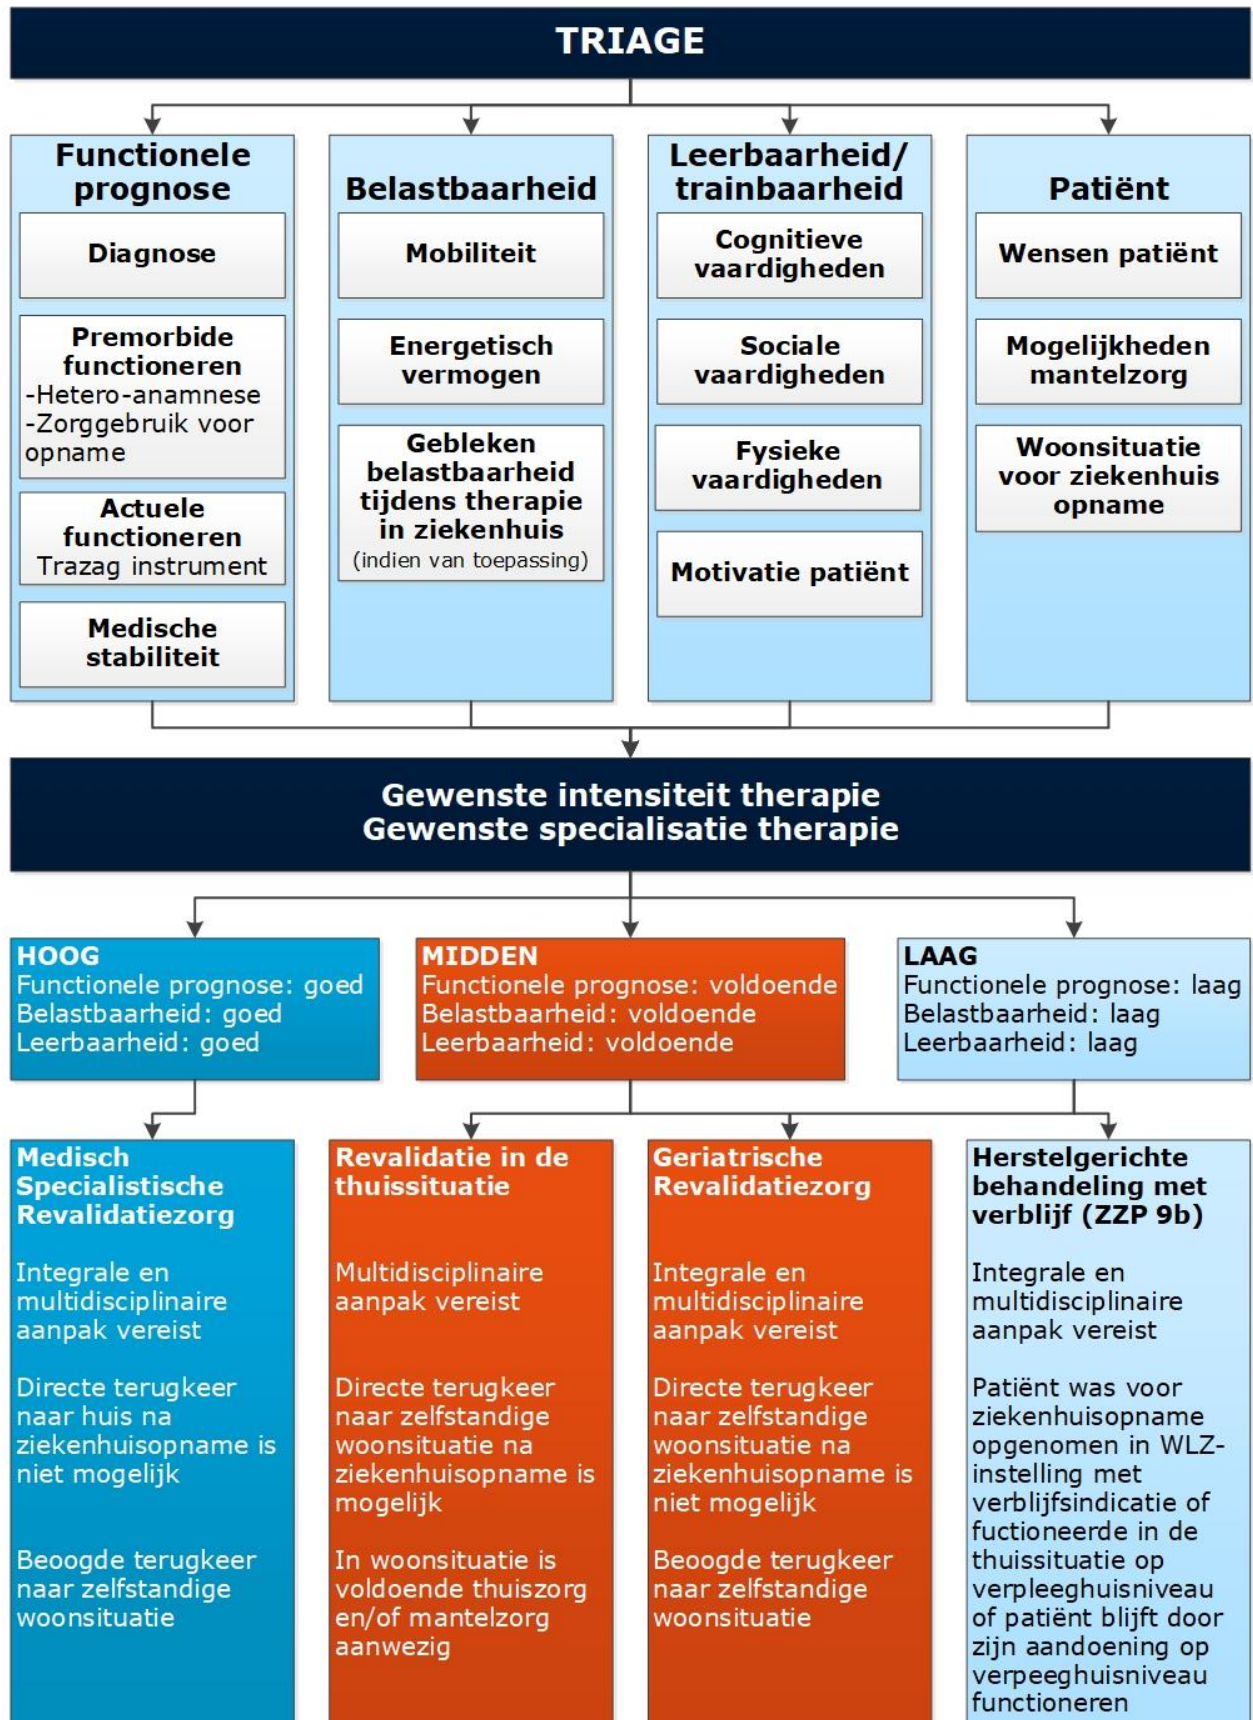 TRIAGE
Functionele
prognose
Diagnose
Premorbide
functioneren
-Hetero-anamnese
-Zorggebruik voor
opname
Actuele
functioneren
Trazag instrument
Medische
stabiliteit
Belastbaarheid
Mobiliteit
Energetisch
vermogen
Gebleken
belastbaarheid
tijdens therapie
in ziekenhuis
(indien van toepassing)
Leerbaarheid/
trainbaarheid
Cognitieve
vaardigheden
Sociale
vaardigheden
Fysieke
vaardigheden
Motivatie patiënt
Patiënt
Wensen patiënt
Mogelijkheden
mantelzorg
Woonsituatie
voor ziekenhuis
opname
Gewenste intensiteit therapie
Gewenste specialisatie therapie
HOOG
Functionele prognose: goed
Belastbaarheid: goed
Leerbaarheid: goed
MIDDEN
Functionele prognose: voldoende
Belastbaarheid: voldoende
Leerbaarheid: voldoende
LAAG
Functionele prognose: laag
Belastbaarheid: laag
Leerbaarheid: laag
Medisch
Specialistische
Revalidatiezorg
Integrale en
multidisciplinaire
aanpak vereist
Directe terugkeer
naar huis na
ziekenhuisopname is
niet mogelijk
Beoogde terugkeer
naar zelfstandige
woonsituatie
Revalidatie in de
thuissituatie
Multidisciplinaire
aanpak vereist
Directe terugkeer
naar zelfstandige
woonsituatie na
ziekenhuisopname is
mogelijk
In woonsituatie is
voldoende thuiszorg
en/of mantelzorg
aanwezig
Geriatrische
Revalidatiezorg
Integrale en
multidisciplinaire
aanpak vereist
Directe terugkeer
naar zelfstandige
woonsituatie na
ziekenhuisopname is
niet mogelijk
Beoogde terugkeer
naar zelfstandige
woonsituatie
Herstelgerichte
behandeling met
verblijf (ZZP 9b)
Integrale en
multidisciplinaire
aanpak vereist
Patiënt was voor
ziekenhuisopname
opgenomen in WLZ-
instelling met
verblijfsindicatie of
fuctioneerde in de
thuissituatie op
verpleeghuisniveau
of patiënt blijft door
zijn aandoening op
verpeeghuisniveau
functioneren